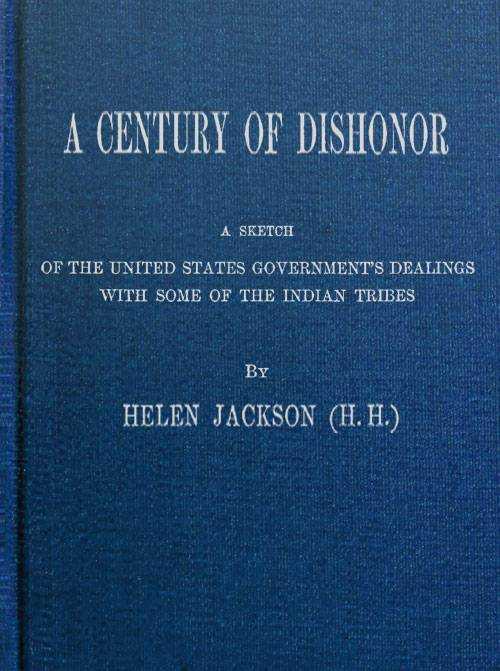 A CENTURY OF DISHONOR
A SKETCH
OF THE UNITED STATES GOVERNMENT'S DEALINGS
WITH SOME OF THE INDIAN TRIBES
By
HELEN JACKSON (H. H.)